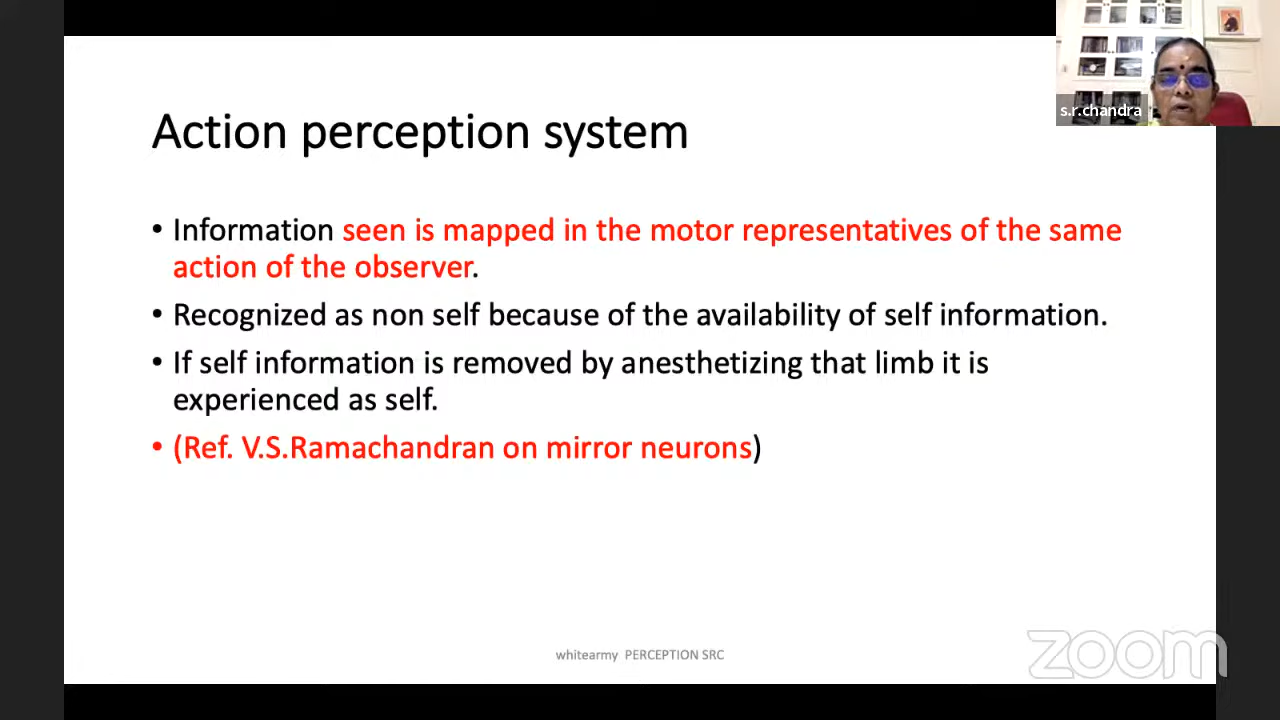 s.r.chandra
Action perception system
• Information seen is mapped in the motor representatives of the same
action of the observer.
• Recognized as non self because of the availability of self information.
• If self information is removed by anesthetizing that limb it is
experienced as self.
• (Ref. V.S.Ramachandran on mirror neurons)
whitearmy PERCEPTION SRC
zoom